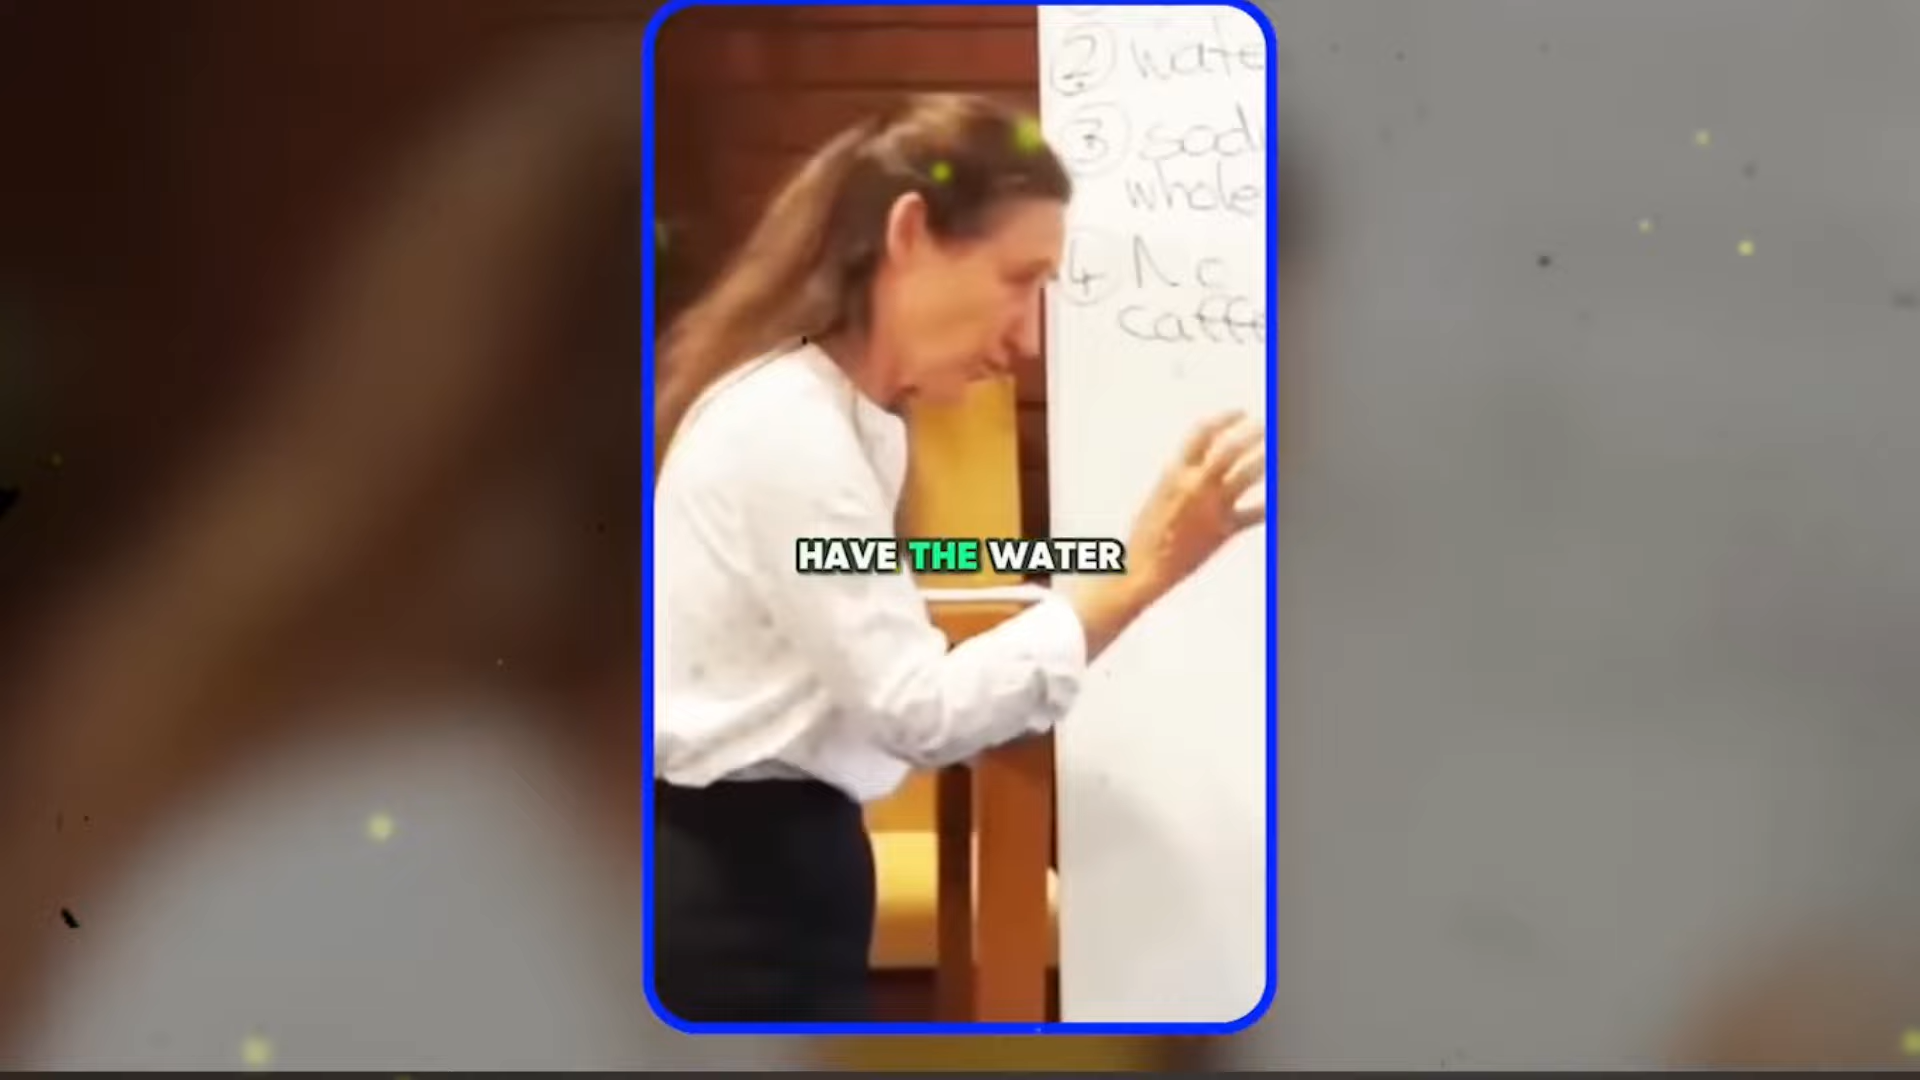 ② wate
③ sod
whole
④ No
caffe
HAVE THE WATER